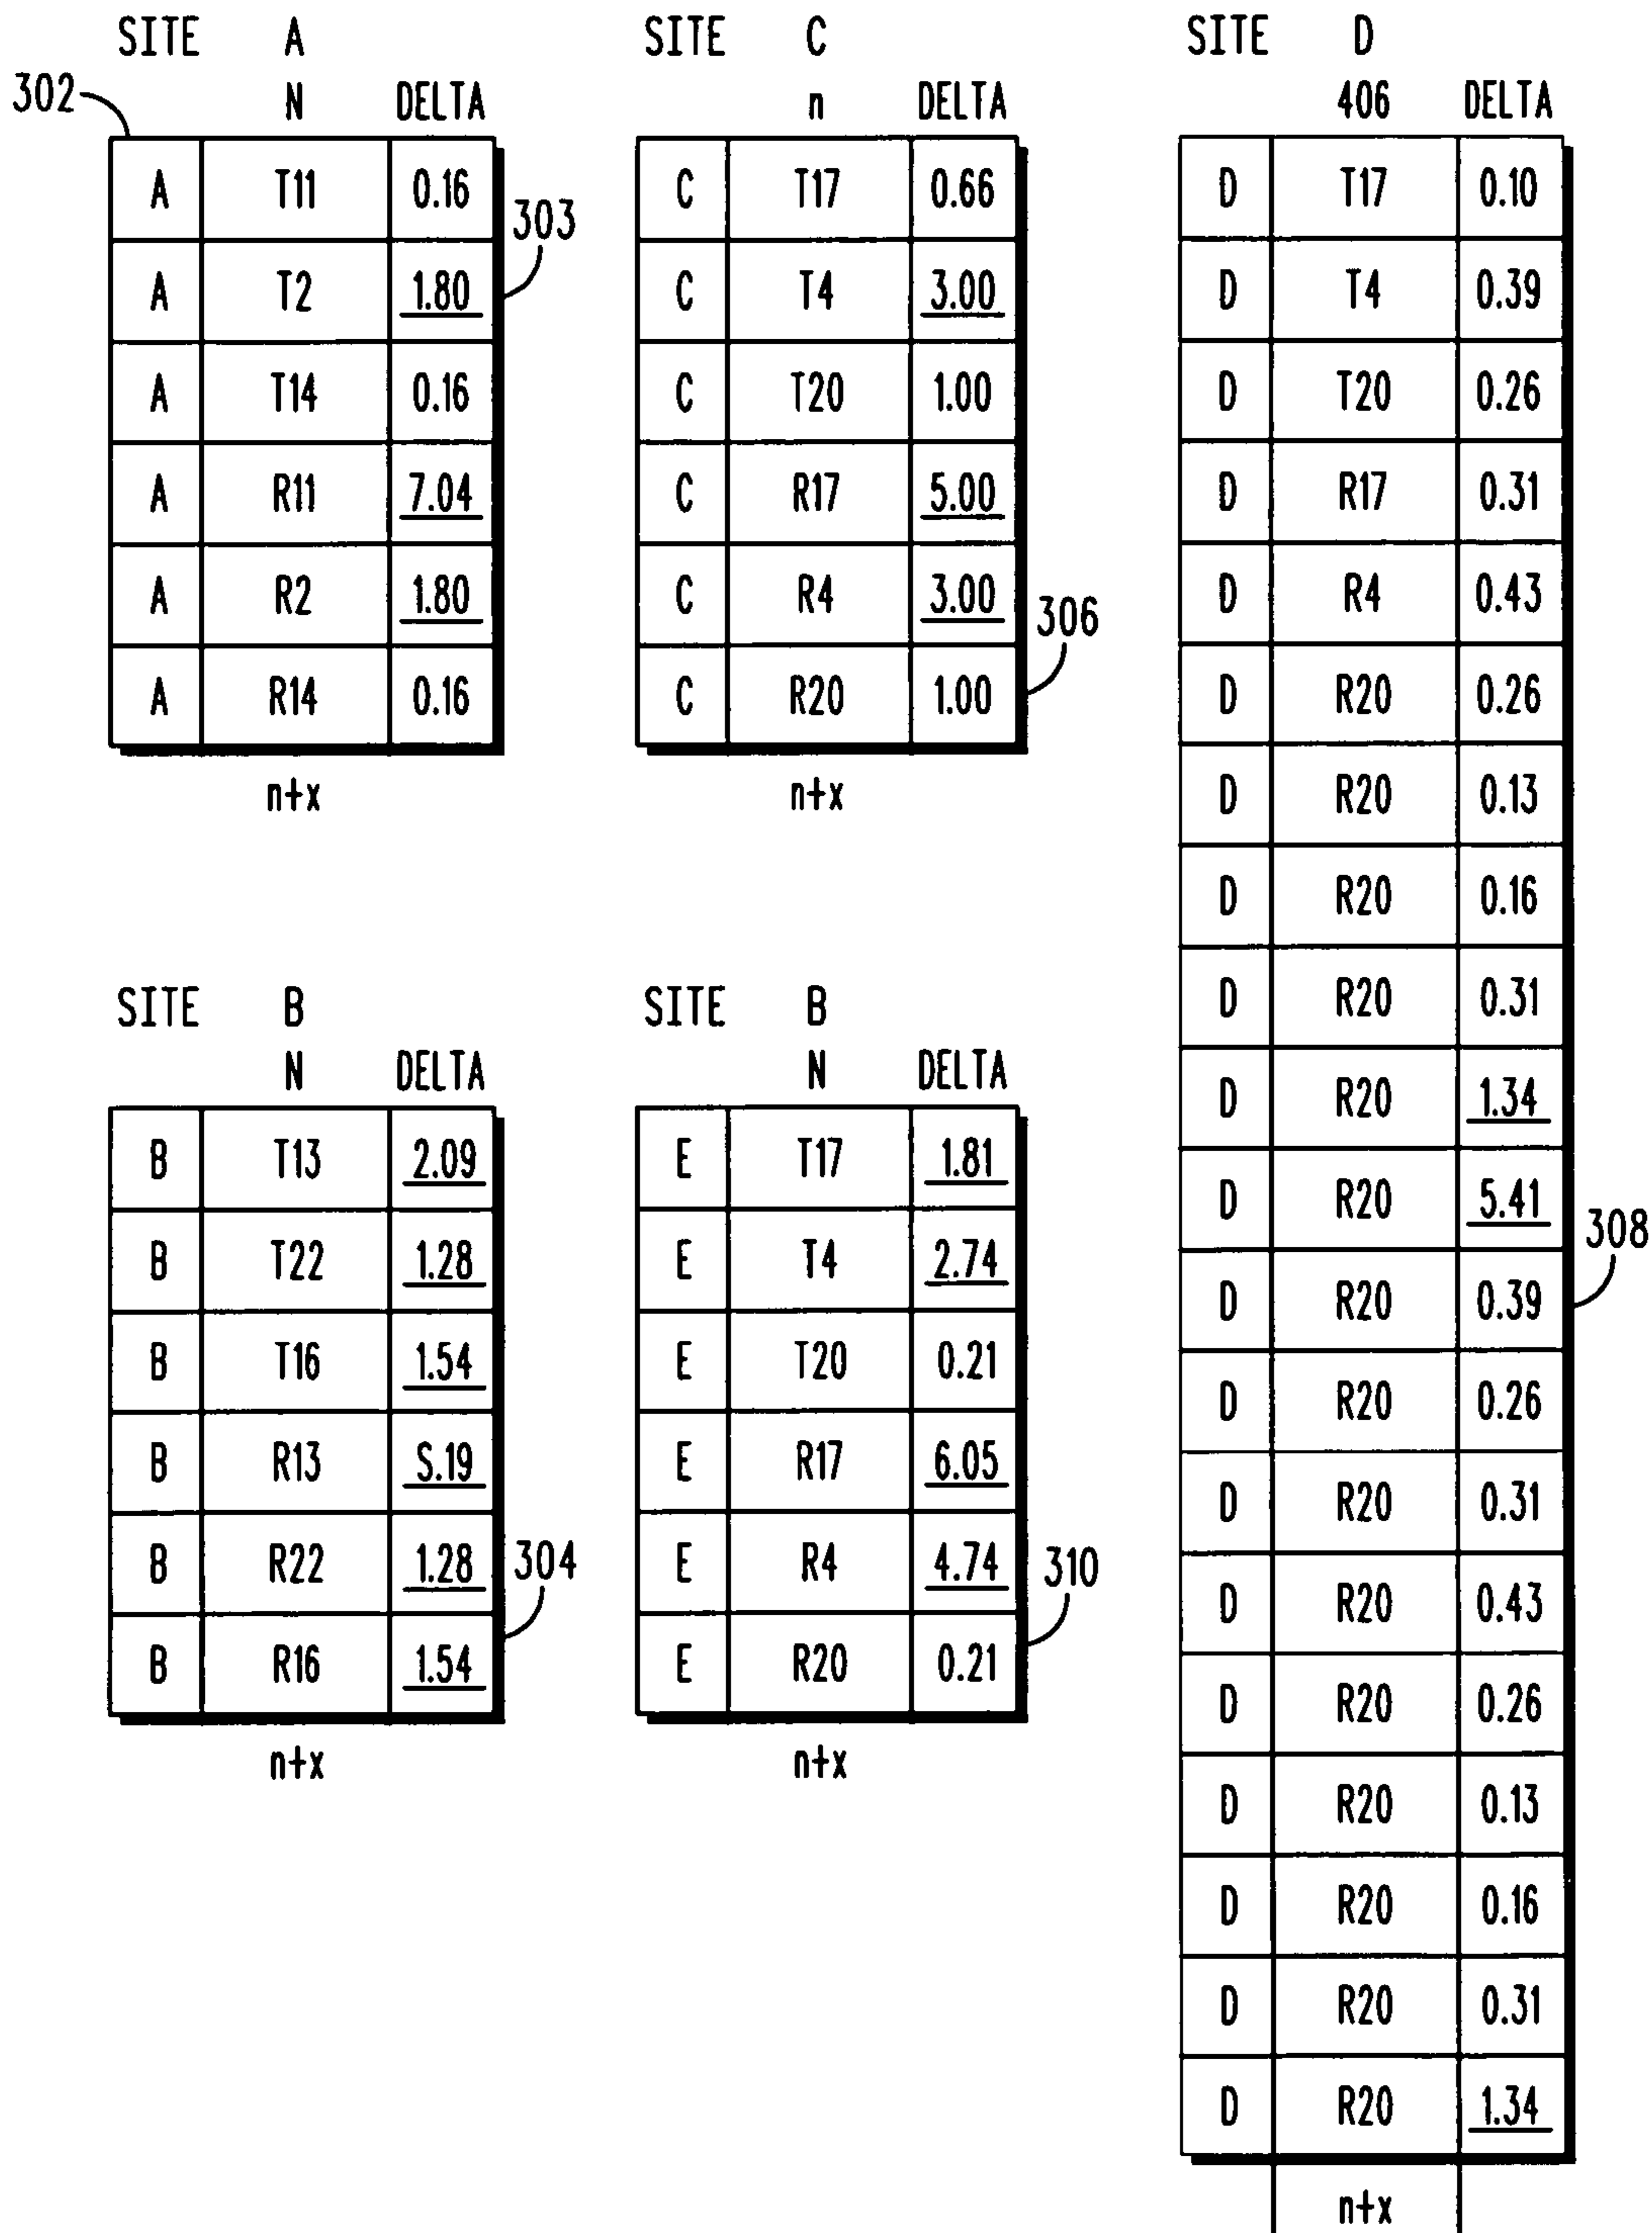 SITE A
N DELTA
302
A T11 0.16
A T2 1.80
303
A T14 0.16
A R11 7.04
A R2 1.80
A R14 0.16
n+x
SITE C
n DELTA
C T17 0.66
C T4 3.00
C T20 1.00
C R17 5.00
C R4 3.00
C R20 1.00
306
n+x
SITE D
406 DELTA
D T17 0.10
D T4 0.39
D T20 0.26
D R17 0.31
D R4 0.43
D R20 0.26
D R20 0.13
D R20 0.16
D R20 0.31
D R20 1.34
D R20 5.41
D R20 0.39
308
D R20 0.26
D R20 0.31
D R20 0.43
D R20 0.26
D R20 0.13
D R20 0.16
D R20 0.31
D R20 1.34
n+x
SITE B
N DELTA
B T13 2.09
B T22 1.28
B T16 1.54
B R13 S.19
B R22 1.28
304
B R16 1.54
n+x
SITE B
N DELTA
E T17 1.81
E T4 2.74
E T20 0.21
E R17 6.05
E R4 4.74
310
E R20 0.21
n+x